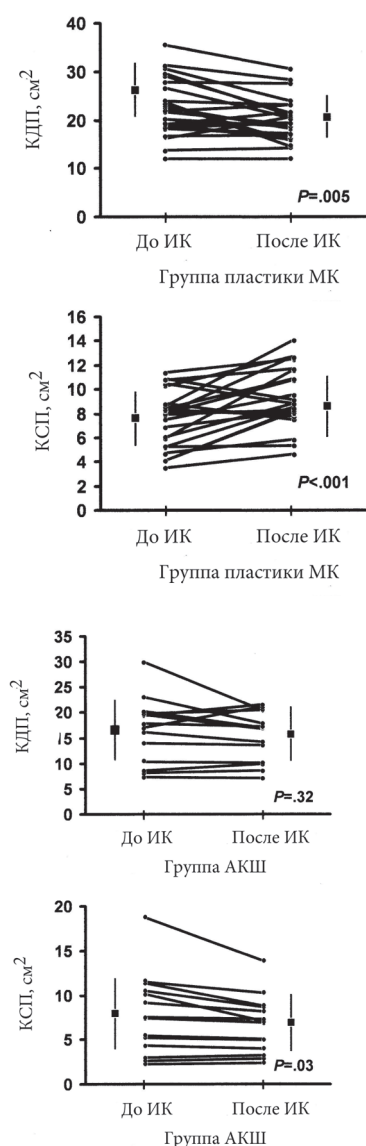 40
КДП, см2
30
20
10
0
P=.005
До ИК После ИК
Группа пластики МК
16
14
12
КСП, см2
10
8
6
4
2
0
P<.001
До ИК После ИК
Группа пластики МК
35
30
КДП, см2
25
20
15
10
5
0
P=.32
До ИК После ИК
Группа АКШ
20
КСП, см2
15
10
5
0
P=.03
До ИК После ИК
Группа АКШ